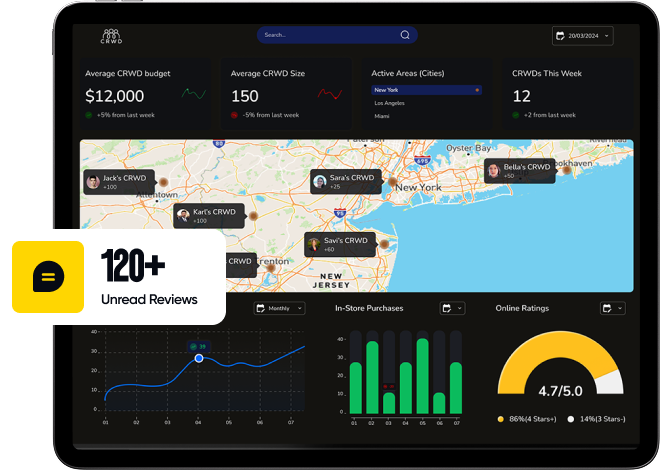 CRWD
Search...
20/03/2024
Average CRWD budget
$12,000
+5% from last week
Average CRWD Size
150
-5% from last week
Active Areas (Cities)
New York
Los Angeles
Miami
CRWDs This Week
12
+2 from last week
80
695
Oyster Bay
Jack's CRWD
+100
Sara's CRWD
+25
Bella's CRWD
+50
khaven
Allentown
New York
Karl's CRWD
+100
95
Savi's CRWD
+60
CRWD
renton
NEW
JERSEY
120+
Unread Reviews
Monthly
In-Store Purchases
Online Ratings
40
30
20
10
0
39
01
02
03
04
05
06
07
40
30
20
10
0
01
02
03
04
05
06
07
4.7/5.0
86%(4 Stars+)
14%(3 Stars-)